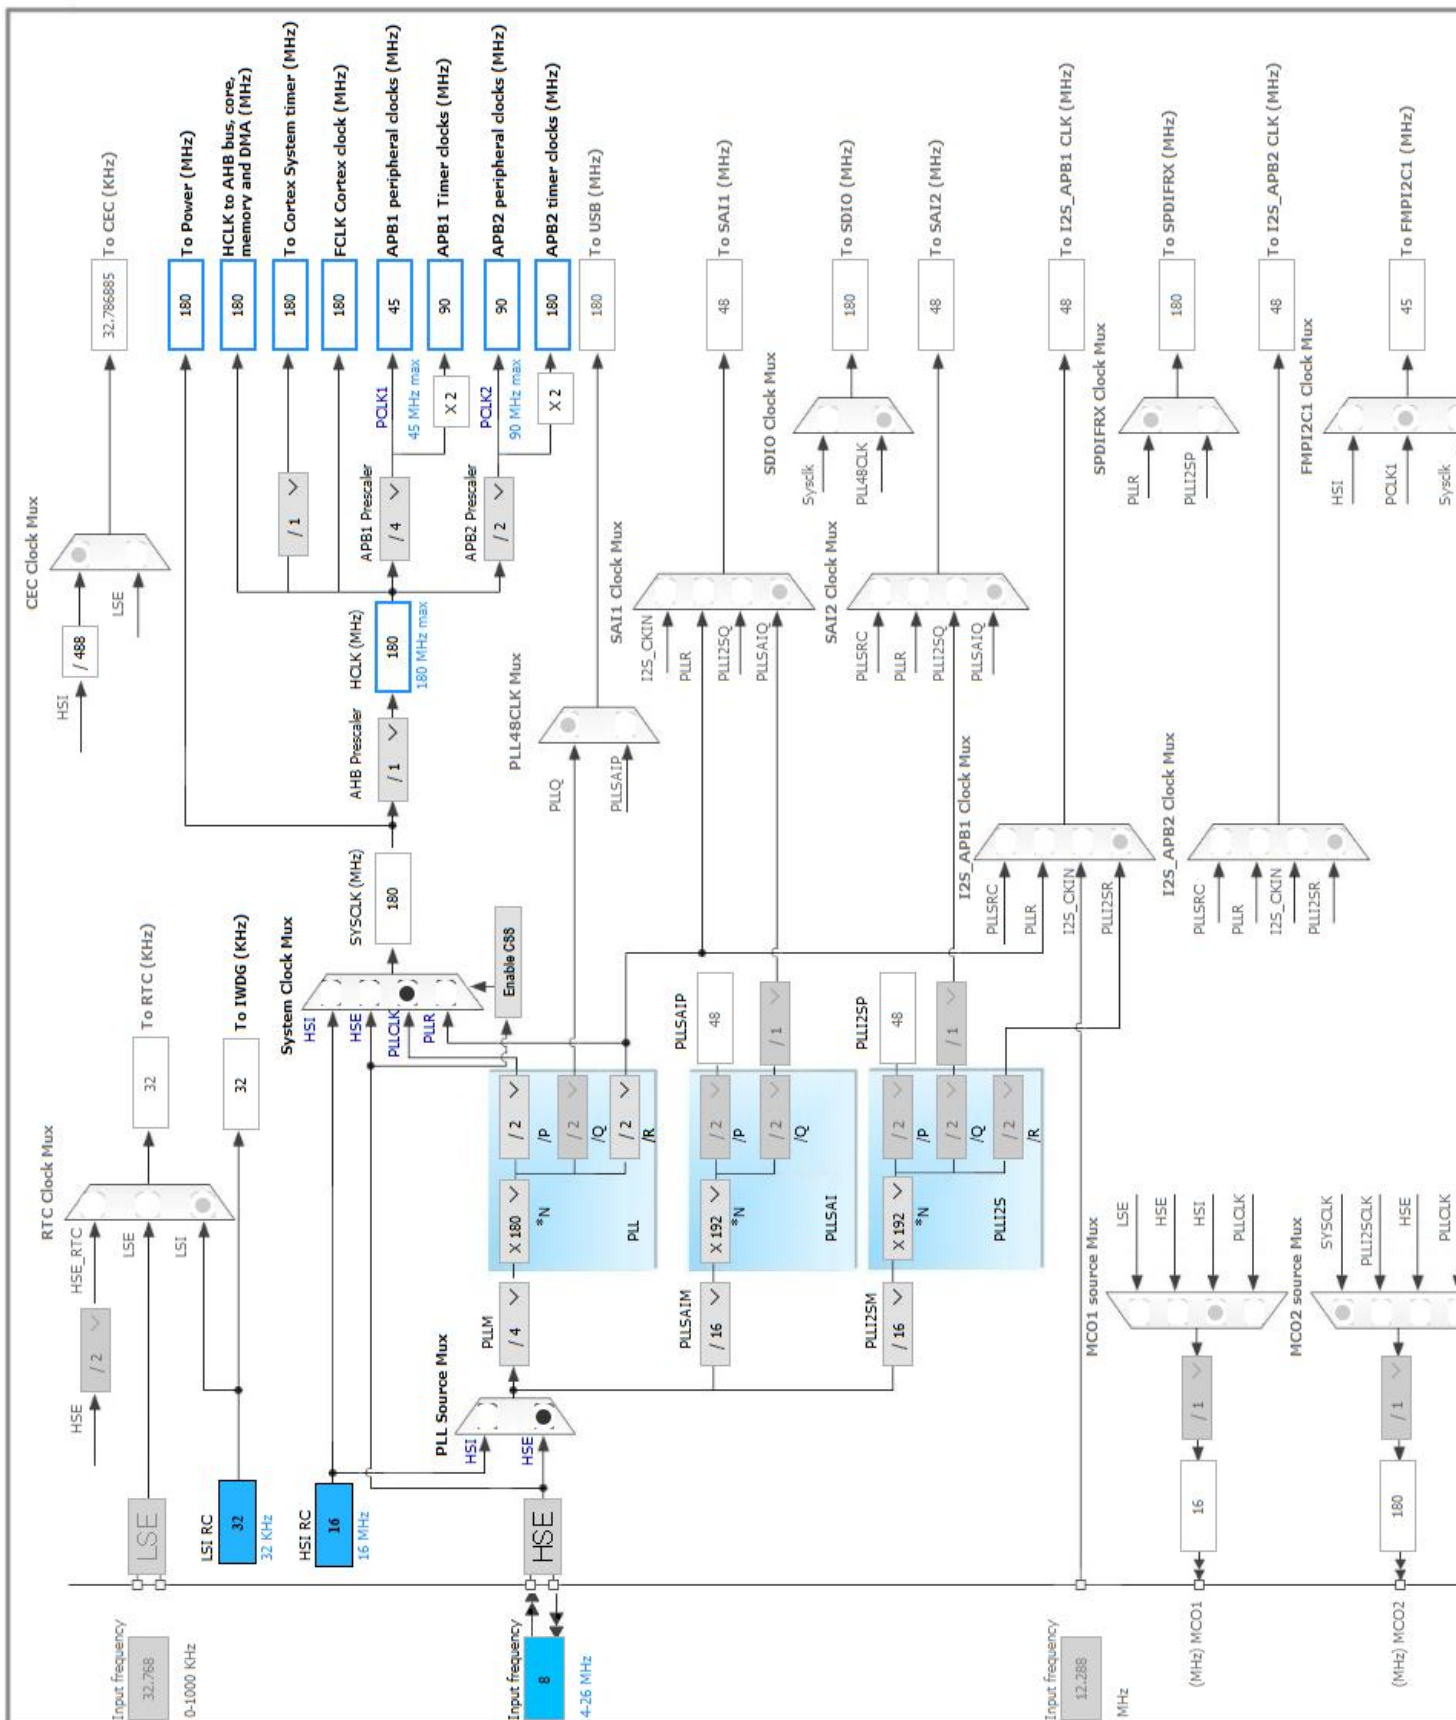 Input frequency
32.768
0-1000 KHz
LSE
HSE
/ 2
HSE_RTC
LSE
LSI
RTC Clock Mux
32
To RTC (KHz)
LSI RC
32
32 KHz
32
To IWDG (KHz)
HSI
/ 488
LSE
CEC Clock Mux
32.786885
To CEC (KHz)
HSI RC
16
16 MHz
Input frequency
8
4-26 MHz
HSE
PLL Source Mux
HSI
HSE
PLLM
/ 4
X 180
*N
/ 2
/P
/ 2
/Q
/ 2
/R
PLL
System Clock Mux
HSI
HSE
PLLCLK
PLLR
Enable CSS
SYSCLK (MHz)
180
AHB Prescaler
/ 1
HCLK (MHz)
180
180 MHz max
/ 1
APB1 Prescaler
/ 4
PCLK1
45 MHz max
X 2
APB2 Prescaler
/ 2
PCLK2
90 MHz max
X 2
180
To Power (MHz)
180
HCLK to AHB bus, core,
memory and DMA (MHz)
180
To Cortex System timer (MHz)
180
FCLK Cortex clock (MHz)
45
APB1 peripheral clocks (MHz)
90
APB1 Timer clocks (MHz)
90
APB2 peripheral clocks (MHz)
180
APB2 timer clocks (MHz)
PLL48CLK Mux
PLLQ
PLLSAIP
180
To USB (MHz)
PLLSAIM
/ 16
X 192
*N
/ 2
/P
/ 2
/Q
PLLSAI
PLLSAIP
48
/ 1
SAI1 Clock Mux
I2S_CKIN
PLLR
PLLI2SQ
PLLSAIQ
48
To SAI1 (MHz)
SDIO Clock Mux
Sysclk
PLL48CLK
180
To SDIO (MHz)
PLLI2SM
/ 16
X 192
*N
/ 2
/P
/ 2
/Q
/ 2
/R
PLLI2S
PLLI2SP
48
/ 1
SAI2 Clock Mux
PLLSRC
PLLR
PLLI2SQ
PLLSAIQ
48
To SAI2 (MHz)
Input frequency
12.288
MHz
I2S_APB1 Clock Mux
PLLSRC
PLLR
I2S_CKIN
PLLI2SR
48
To I2S_APB1 CLK (MHz)
SPDIFRX Clock Mux
PLLR
PLLI2SP
180
To SPDIFRX (MHz)
I2S_APB2 Clock Mux
PLLSRC
PLLR
I2S_CKIN
PLLI2SR
48
To I2S_APB2 CLK (MHz)
FMPI2C1 Clock Mux
HSI
PCLK1
Sysclk
45
To FMPI2C1 (MHz)
MCO1 source Mux
LSE
HSE
HSI
PLLCLK
/ 1
16
(MHz) MCO1
MCO2 source Mux
SYSCLK
PLLI2SCLK
HSE
PLLCLK
/ 1
180
(MHz) MCO2